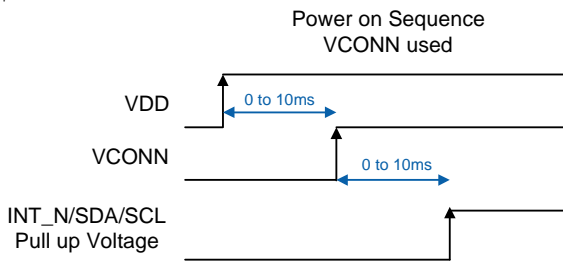 Power on Sequence
VCONN used
VDD
0 to 10ms
VCONN
0 to 10ms
INT_N/SDA/SCL
Pull up Voltage